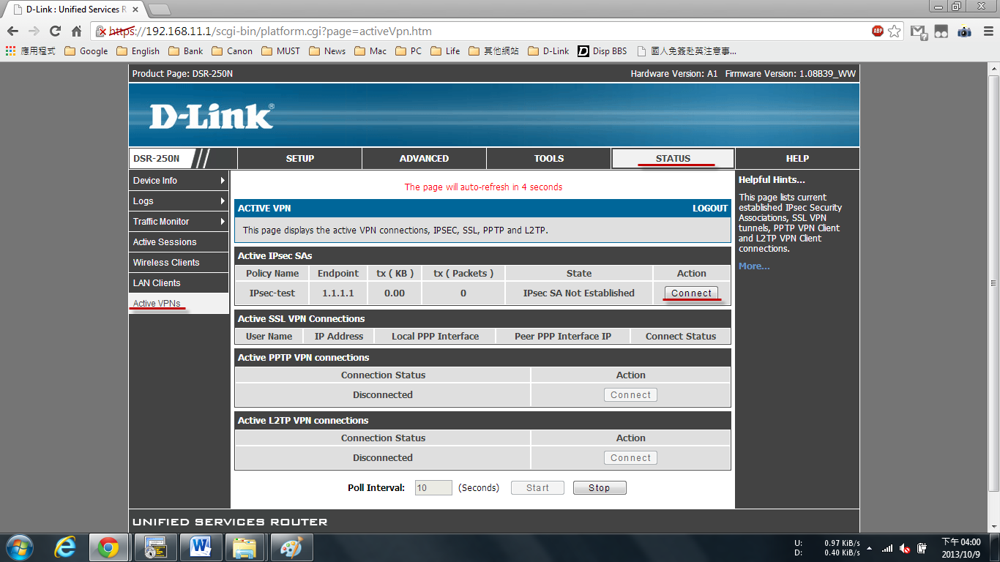 D-Link : Unified Services R
https://192.168.11.1/scgi-bin/platform.cgi?page=activeVpn.htm
ABP
應用程式 Google English Bank Canon MUST News Mac PC Life 其他網站 D-Link Disp BBS 國人免簽赴英注意事...
Product Page: DSR-250N Hardware Version: A1 Firmware Version: 1.08B39_WW
D-Link®
DSR-250N SETUP ADVANCED TOOLS STATUS HELP
Device Info
Logs
Traffic Monitor
Active Sessions
Wireless Clients
LAN Clients
Active VPNs
The page will auto-refresh in 4 seconds
ACTIVE VPN LOGOUT
This page displays the active VPN connections, IPSEC, SSL, PPTP and L2TP.
Active IPsec SAs
Policy Name Endpoint tx ( KB ) tx ( Packets ) State Action
IPsec-test 1.1.1.1 0.00 0 IPsec SA Not Established Connect
Active SSL VPN Connections
User Name IP Address Local PPP Interface Peer PPP Interface IP Connect Status
Active PPTP VPN connections
Connection Status Action
Disconnected Connect
Active L2TP VPN connections
Connection Status Action
Disconnected Connect
Poll Interval: 10 (Seconds) Start Stop
Helpful Hints...
This page lists current
established IPsec Security
Associations, SSL VPN
tunnels, PPTP VPN Client
and L2TP VPN Client
connections.
More...
UNIFIED SERVICES ROUTER
U: 0.97 KiB/s
D: 0.40 KiB/s
下午 04:00
2013/10/9